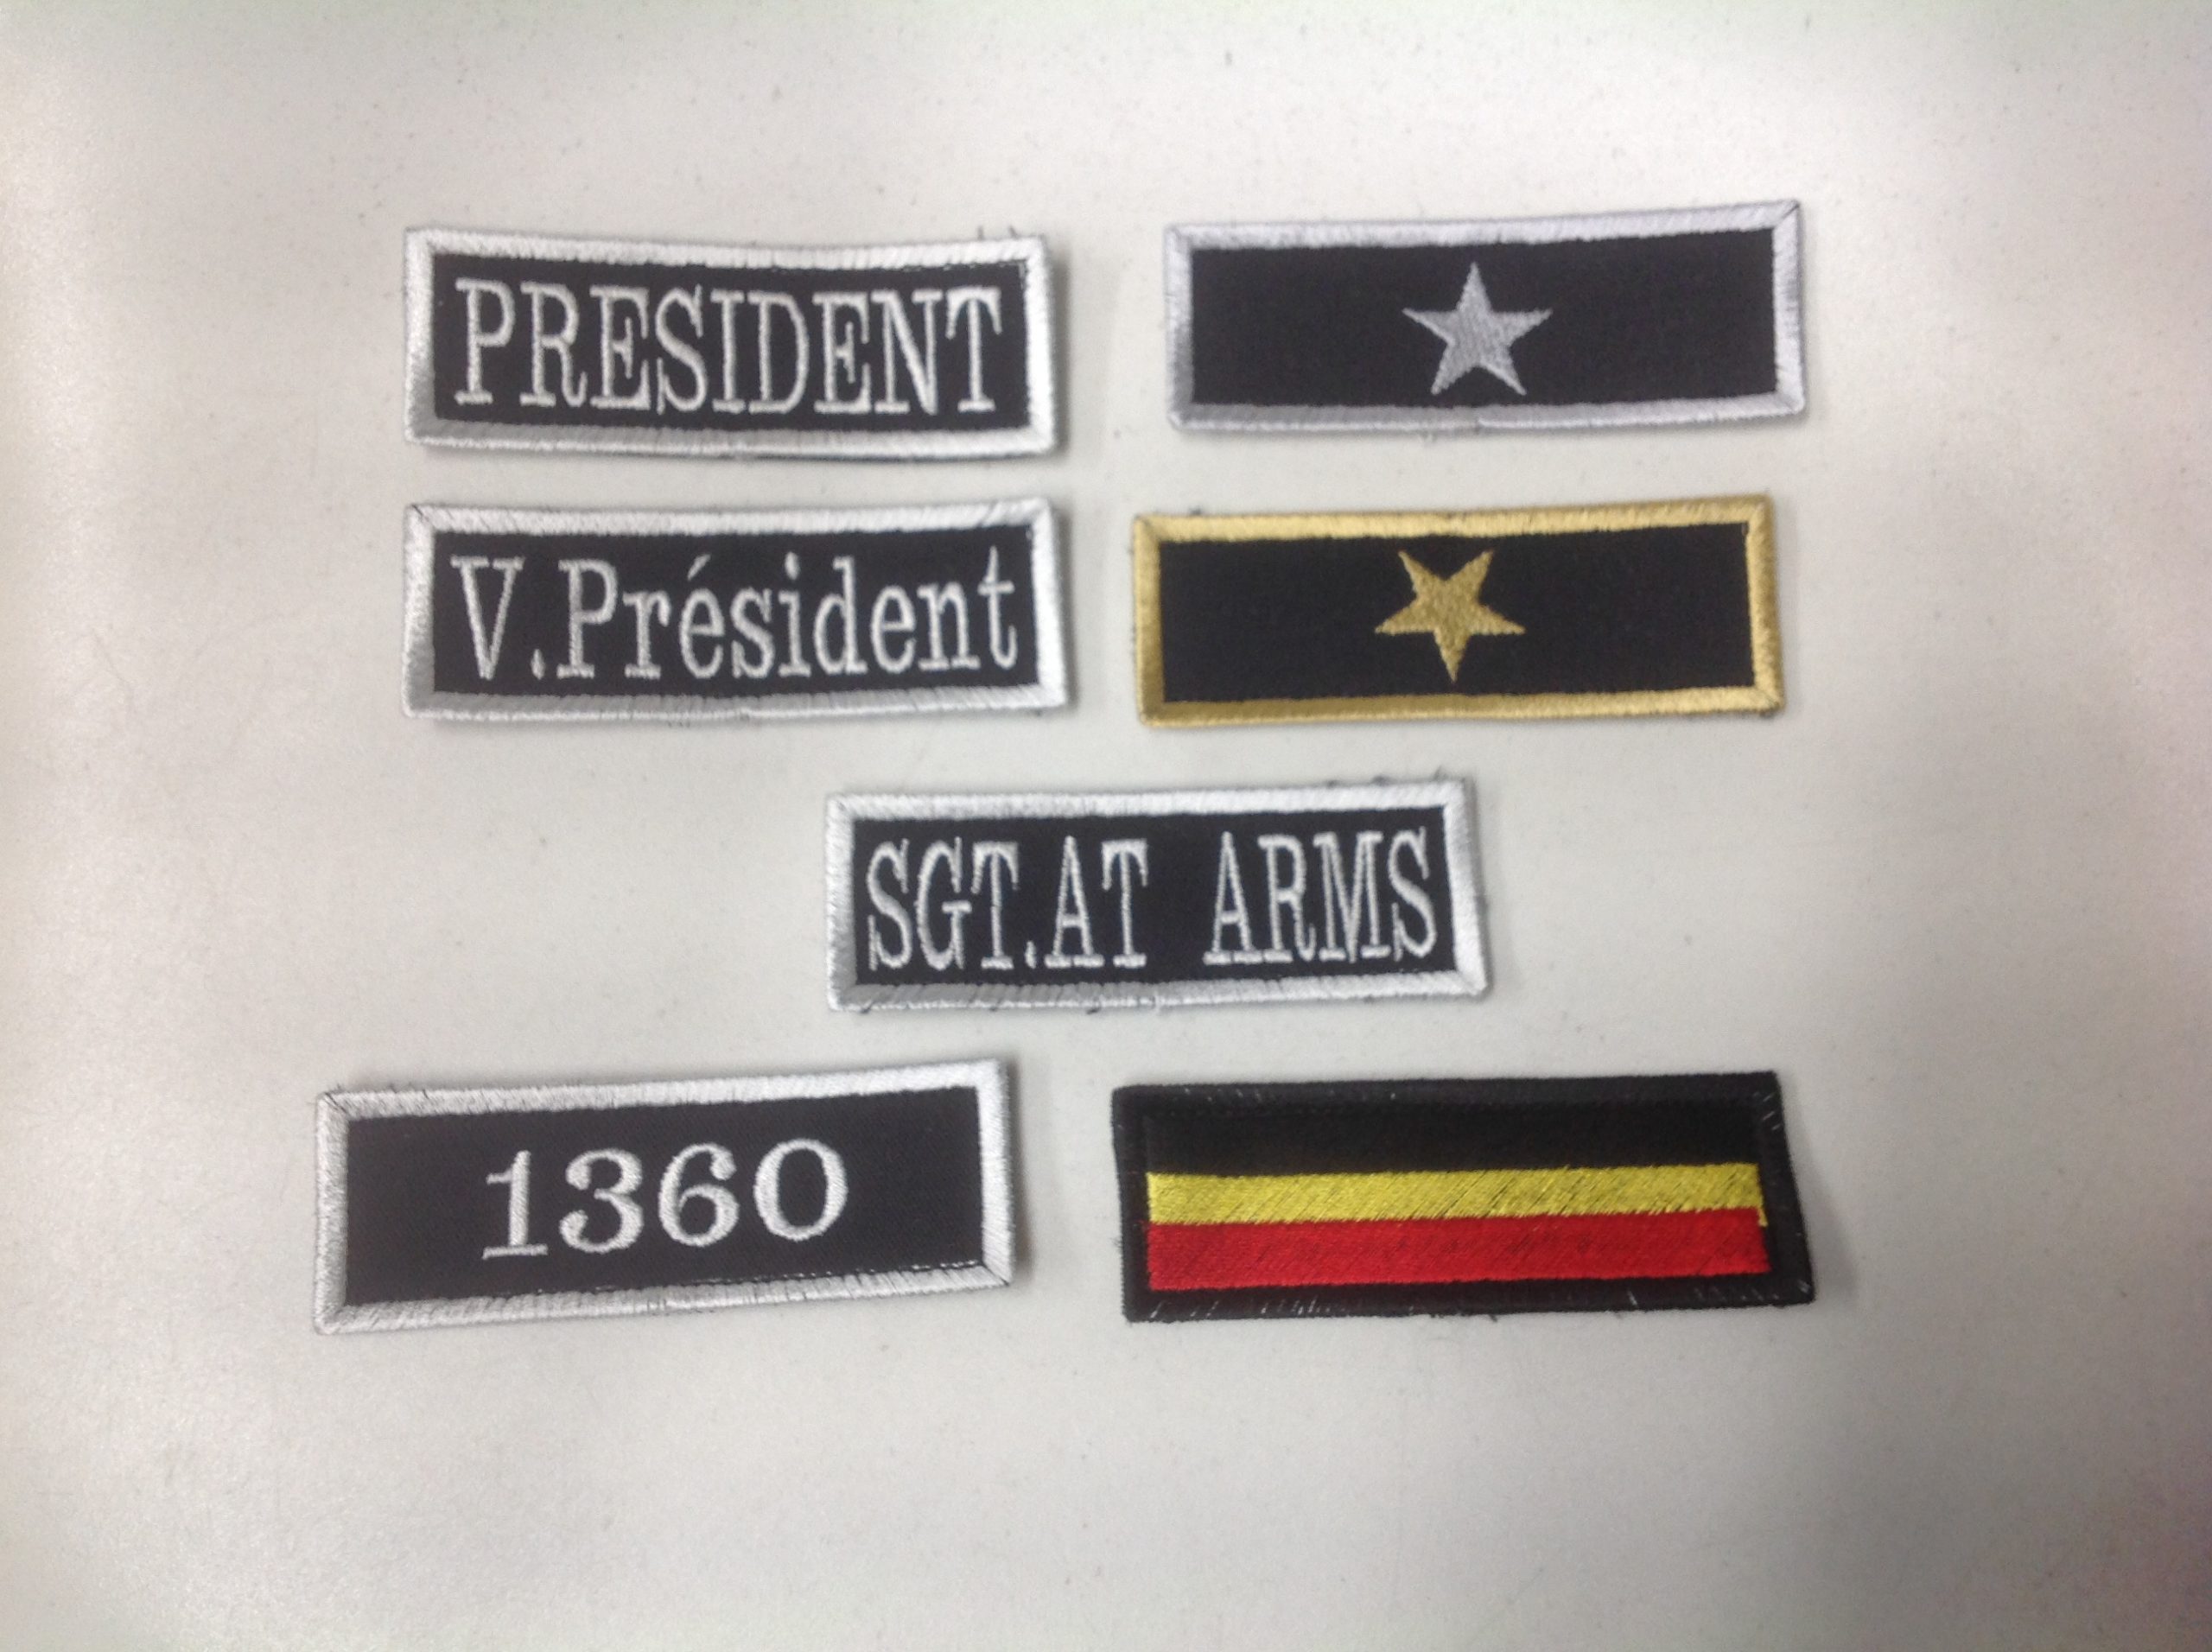 PRESIDENT
V.Président
SGT.AT ARMS
1360